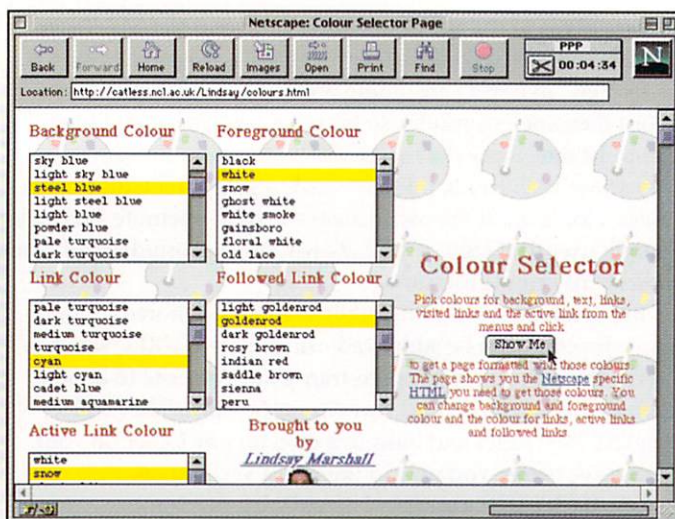 Netscape: Colour Selector Page
Back
Forward
Home
Reload
Images
Open
Print
Find
Stop
PPP
00:04:34
N
Location: http://catless.ncl.ac.uk/Lindsay/colours.html
Background Colour
sky blue
light sky blue
steel blue
light steel blue
light blue
powder blue
pale turquoise
dark turquoise
Foreground Colour
black
white
snow
ghost white
white smoke
gainsboro
floral white
old lace
Link Colour
pale turquoise
dark turquoise
medium turquoise
turquoise
cyan
light cyan
cadet blue
medium aquamarine
Followed Link Colour
light goldenrod
goldenrod
dark goldenrod
rosy brown
indian red
saddle brown
sienna
peru
Active Link Colour
white
snow
Brought to you
by
Lindsay Marshall
Colour Selector
Pick colours for background, text, links,
visited links and the active link from the
menus and click
Show Me
to get a page formatted with those colours.
The page shows you the Netscape specific
HTML you need to get those colours. You
can change background and foreground
colour and the colour for links, active links
and followed links.